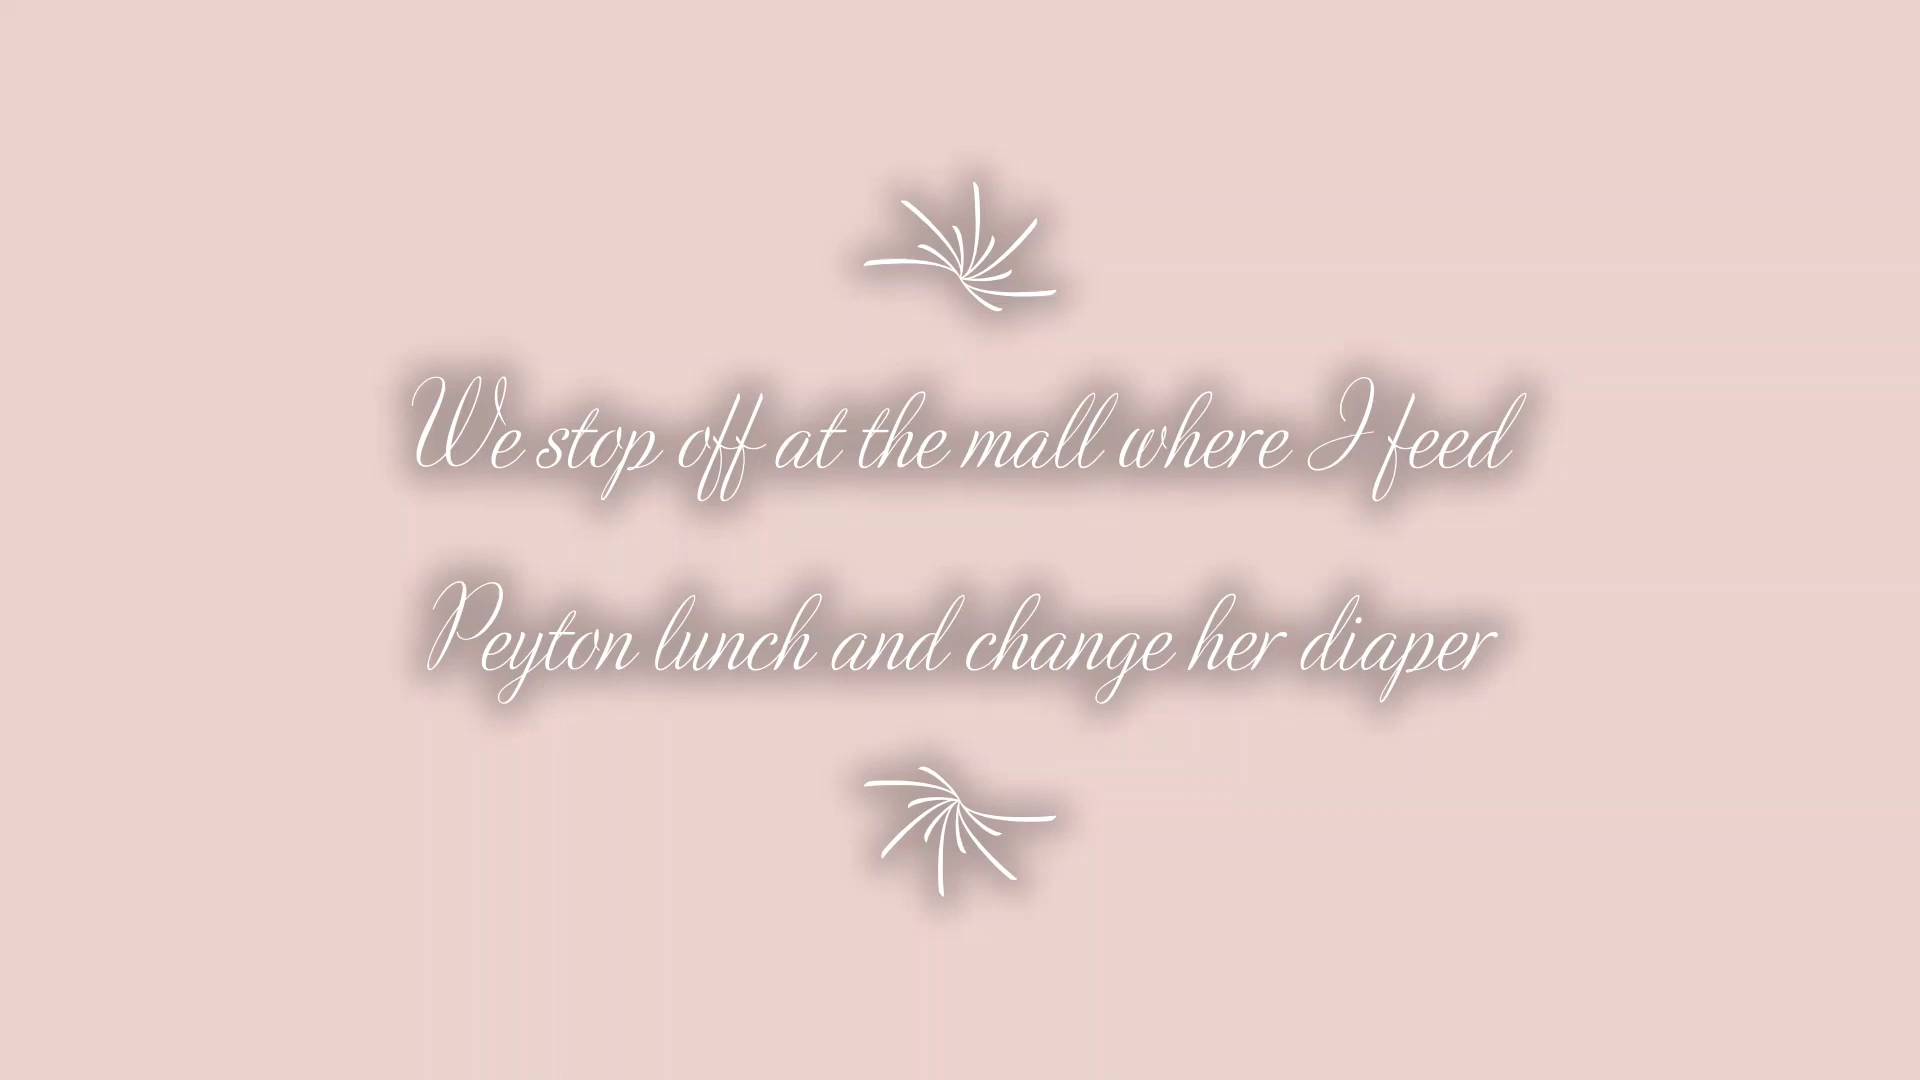 We stop off at the mall where I feed
Peyton lunch and change her diaper